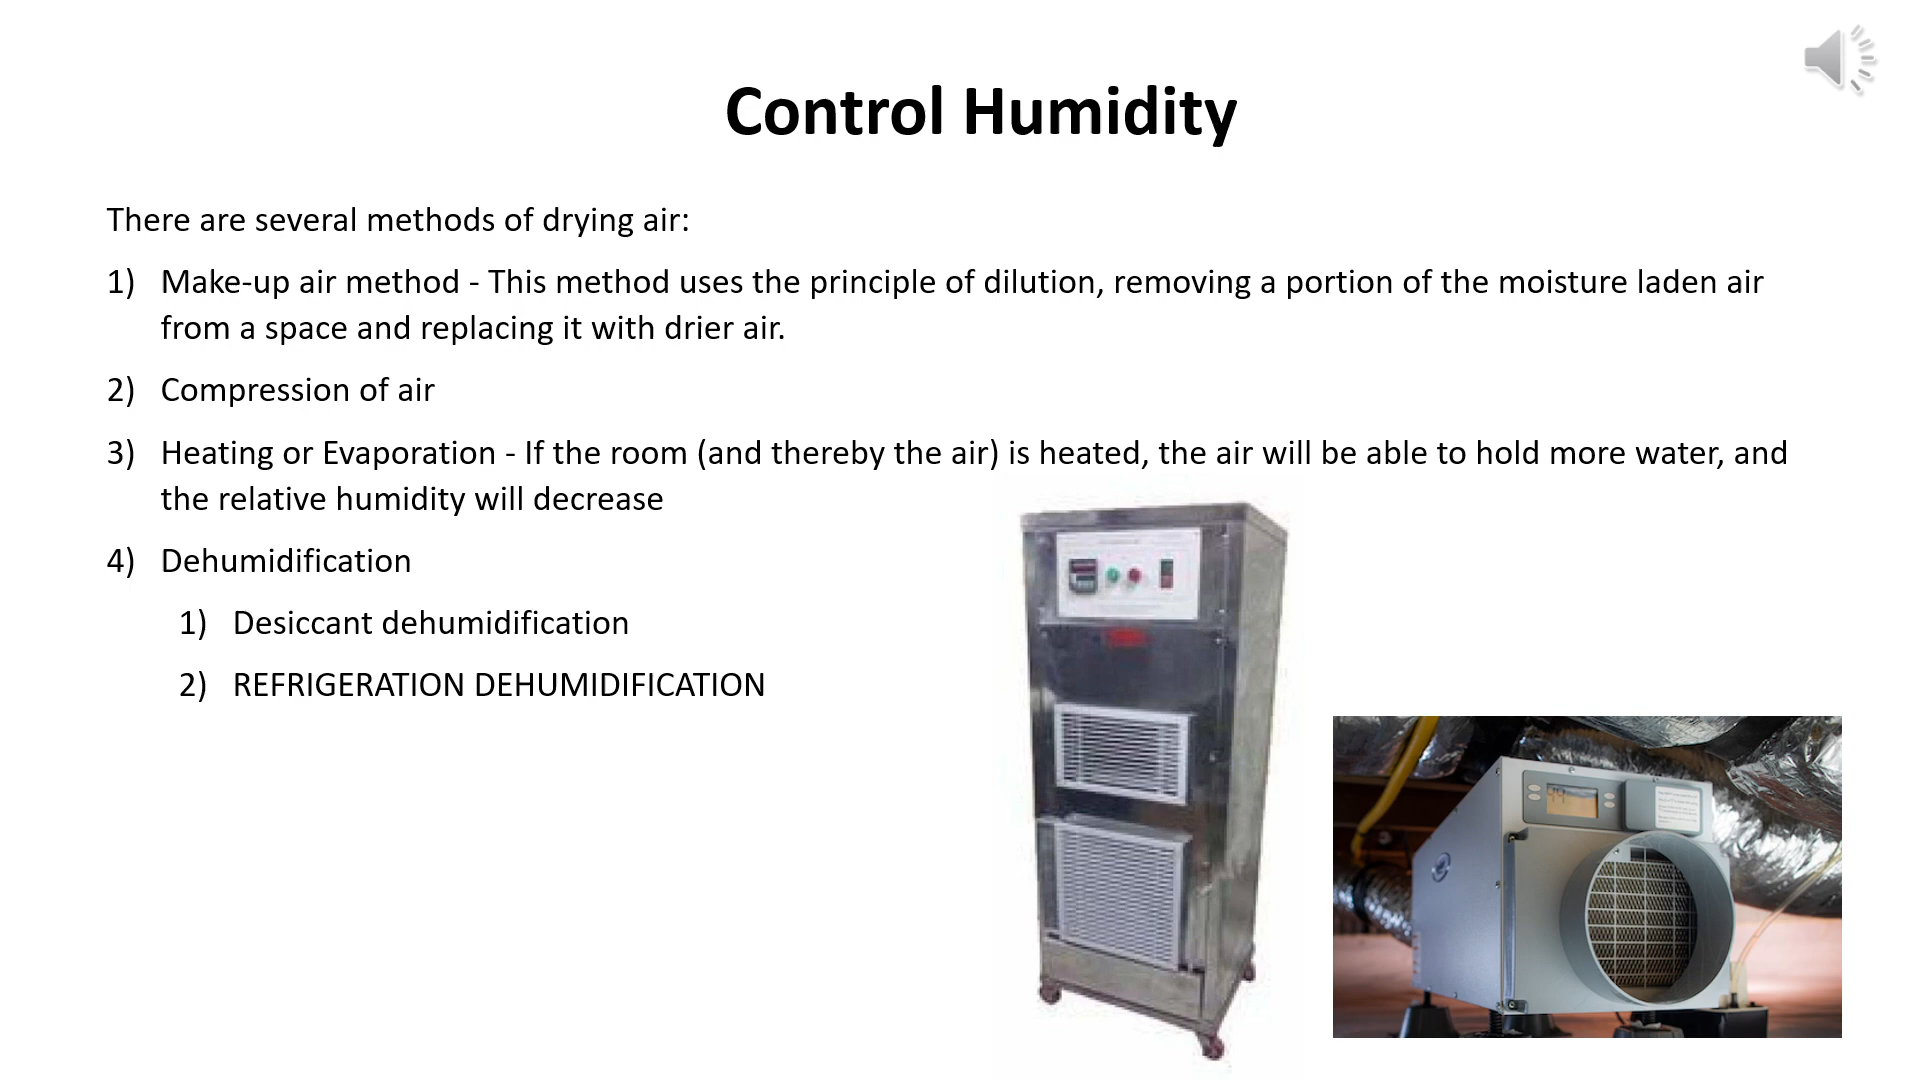 Control Humidity
There are several methods of drying air:
1) Make-up air method - This method uses the principle of dilution, removing a portion of the moisture laden air
from a space and replacing it with drier air.
2) Compression of air
3) Heating or Evaporation - If the room (and thereby the air) is heated, the air will be able to hold more water, and
the relative humidity will decrease
4) Dehumidification
1) Desiccant dehumidification
2) REFRIGERATION DEHUMIDIFICATION